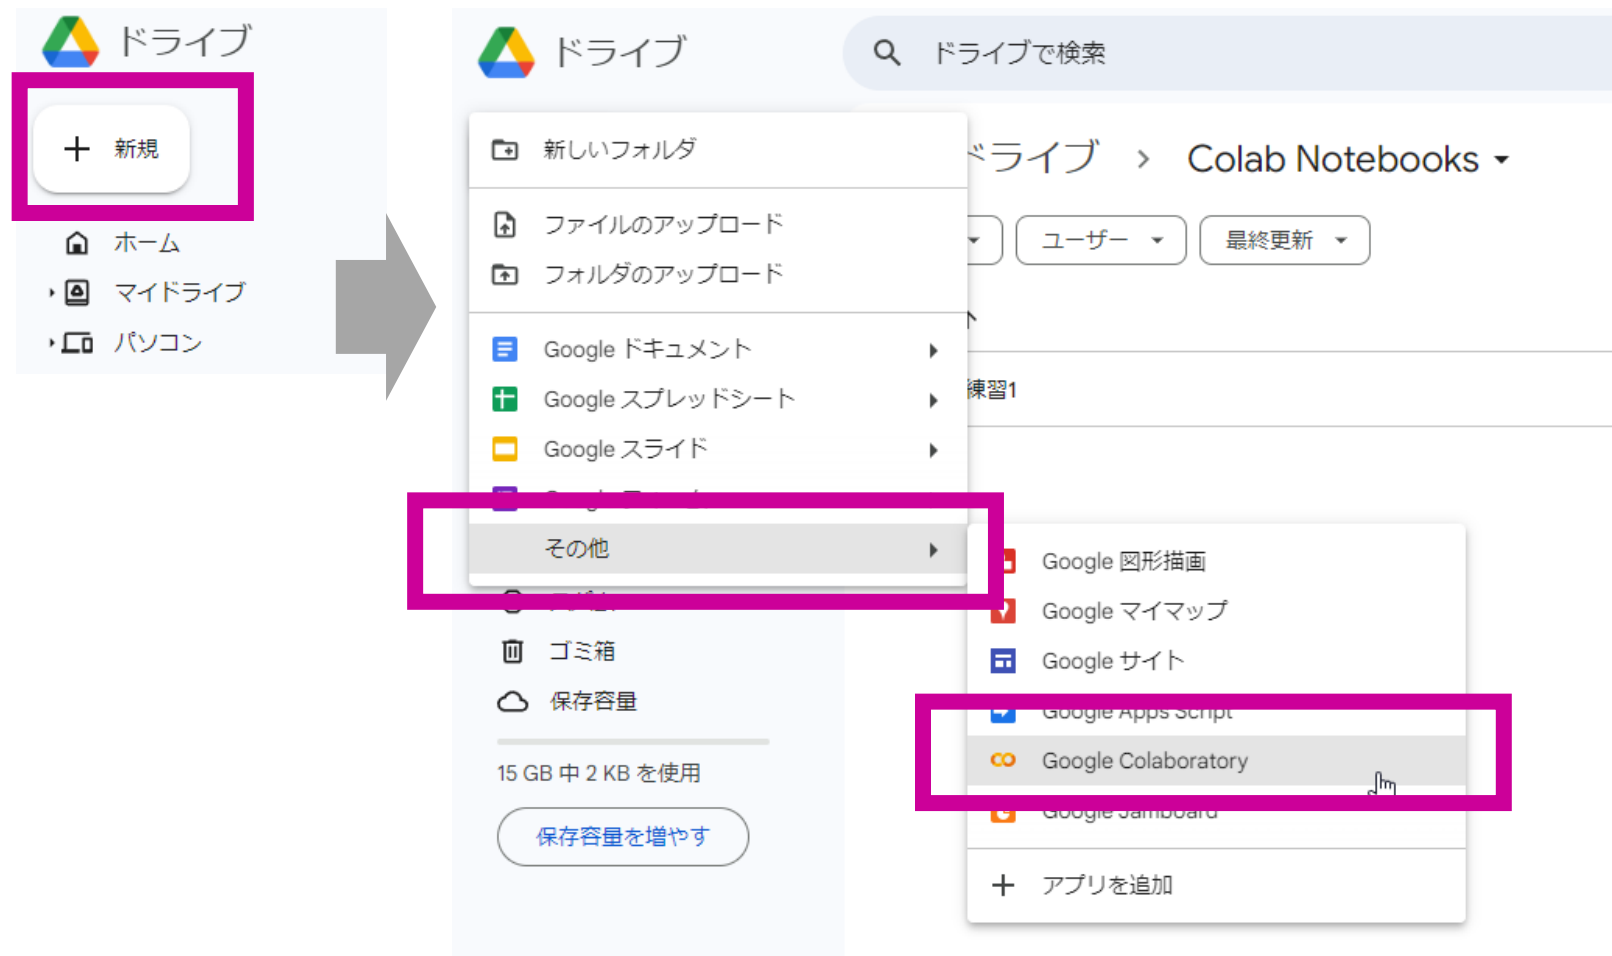 ドライブ
新規
ホーム
マイドライブ
パソコン
ドライブ
ドライブで検索
新しいフォルダ
ファイルのアップロード
フォルダのアップロード
Google ドキュメント
Google スプレッドシート
Google スライド
その他
ゴミ箱
保存容量
15 GB 中 2 KB を使用
保存容量を増やす
ドライブ > Colab Notebooks
ユーザー
最終更新
練習1
Google 図形描画
Google マイマップ
Google サイト
Google Apps Script
Google Colaboratory
Google Jamboard
アプリを追加